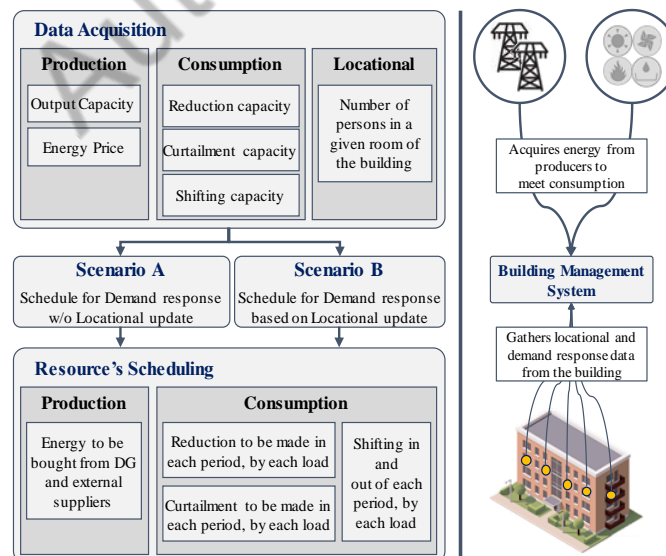 Data Acquisition
Production
Output Capacity
Energy Price
Consumption
Reduction capacity
Curtailment capacity
Shifting capacity
Locational
Number of
persons in a
given room of
the building
Scenario A
Schedule for Demand response
w/o Locational update
Scenario B
Schedule for Demand response
based on Locational update
Resource's Scheduling
Production
Energy to be
bought from DG
and external
suppliers
Consumption
Reduction to be made in
each period, by each load
Curtailment to be made in
each period, by each load
Shifting in
and
out of each
period, by
each load
Acquires energy from
producers to
meet consumption
Building Management
System
Gathers locational and
demand response data
from the building